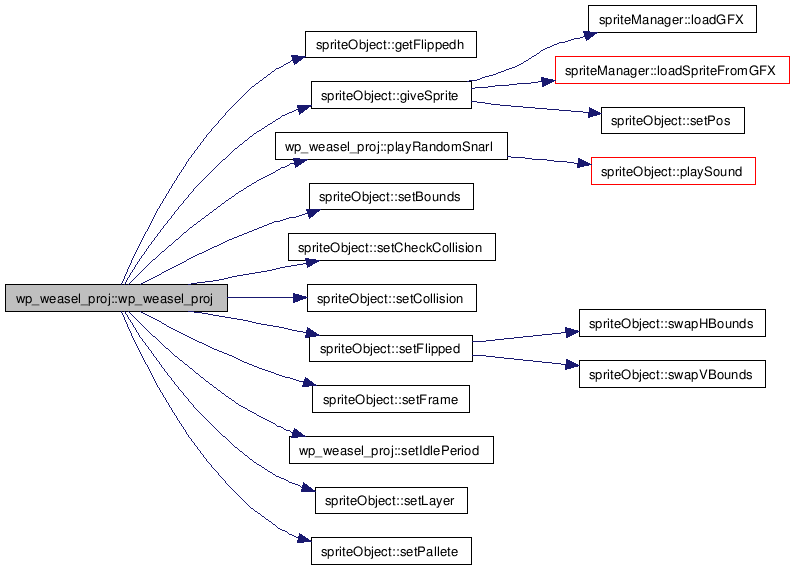 spriteManager::loadGFX
spriteObject::getFlippedh
spriteManager::loadSpriteFromGFX
spriteObject::giveSprite
spriteObject::setPos
wp_weasel_proj::playRandomSnarl
spriteObject::playSound
spriteObject::setBounds
spriteObject::setCheckCollision
wp_weasel_proj::wp_weasel_proj
spriteObject::setCollision
spriteObject::swapHBounds
spriteObject::setFlipped
spriteObject::swapVBounds
spriteObject::setFrame
wp_weasel_proj::setIdlePeriod
spriteObject::setLayer
spriteObject::setPallete